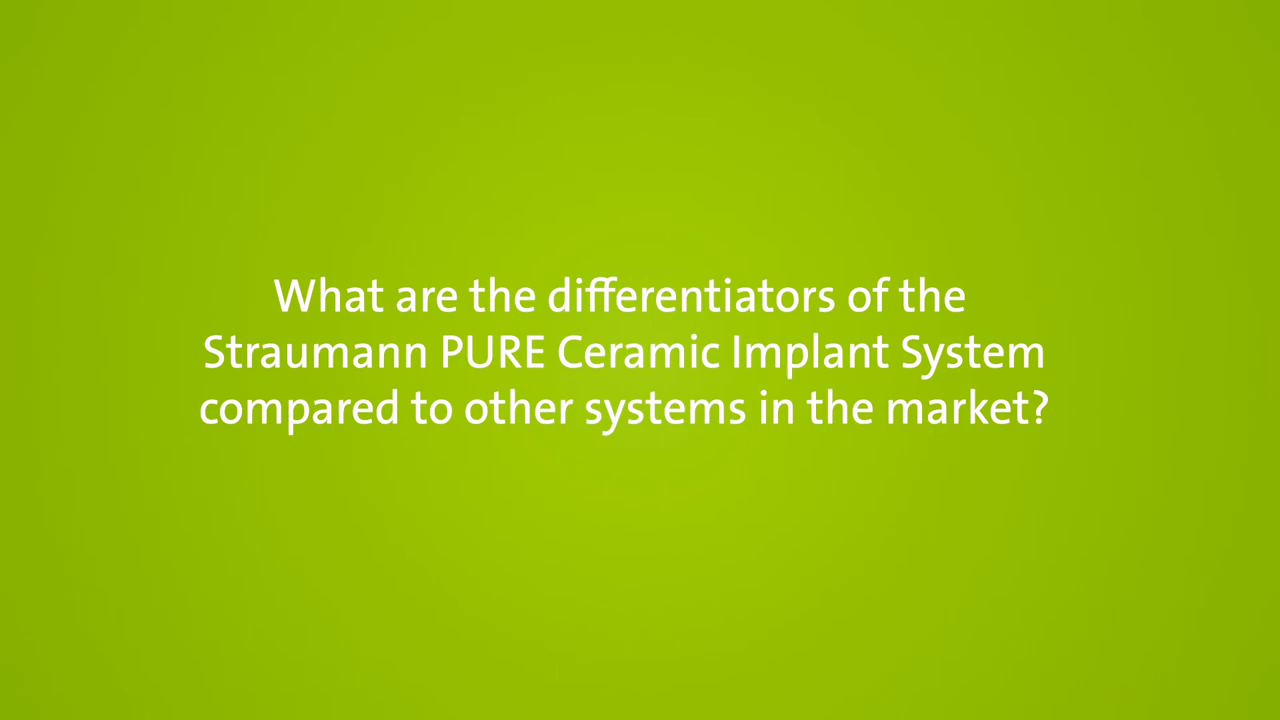 What are the differentiators of the
Straumann PURE Ceramic Implant System
compared to other systems in the market?